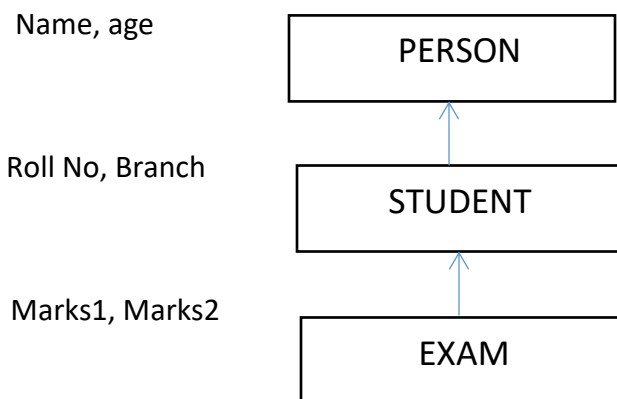 Name, age
PERSON
Roll No, Branch
STUDENT
Marks1, Marks2
EXAM